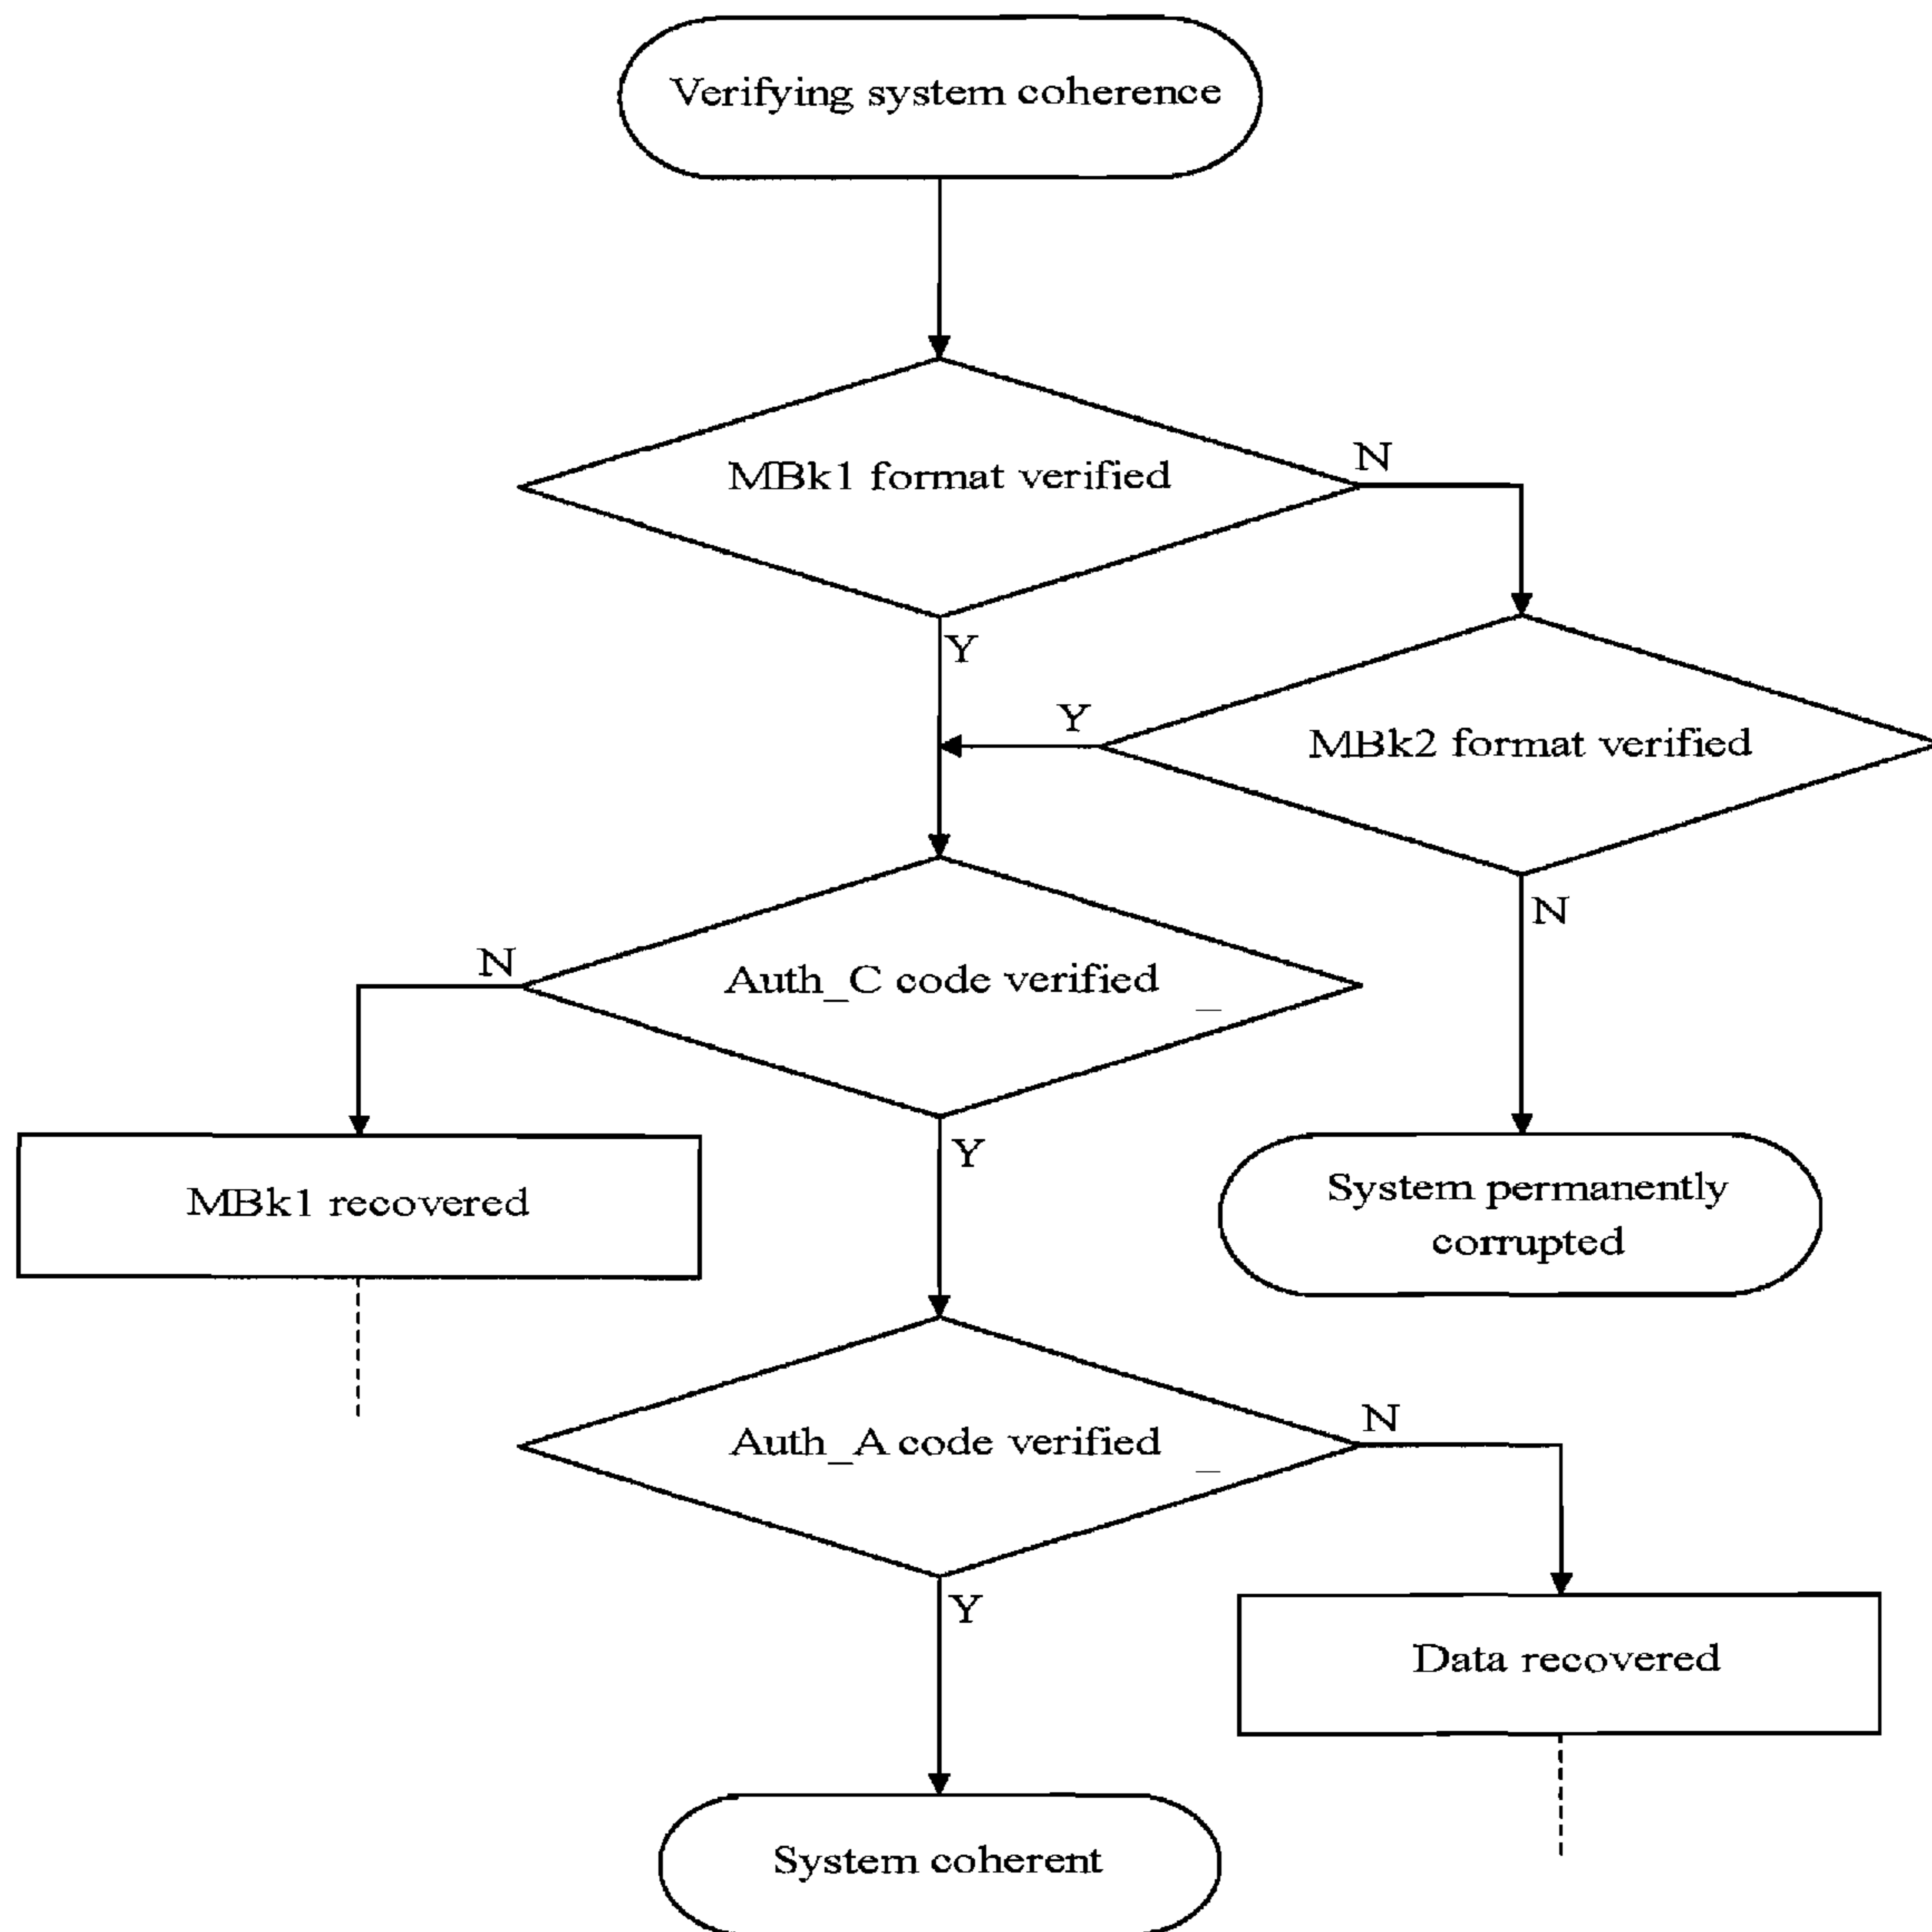 Verifying system coherence
MBk1 format verified
N
Y
Y
MBk2 format verified
N
N
Auth_C code verified _
Y
MBk1 recovered
System permanently
corrupted
N
Auth_A code verified _
Y
Data recovered
System coherent